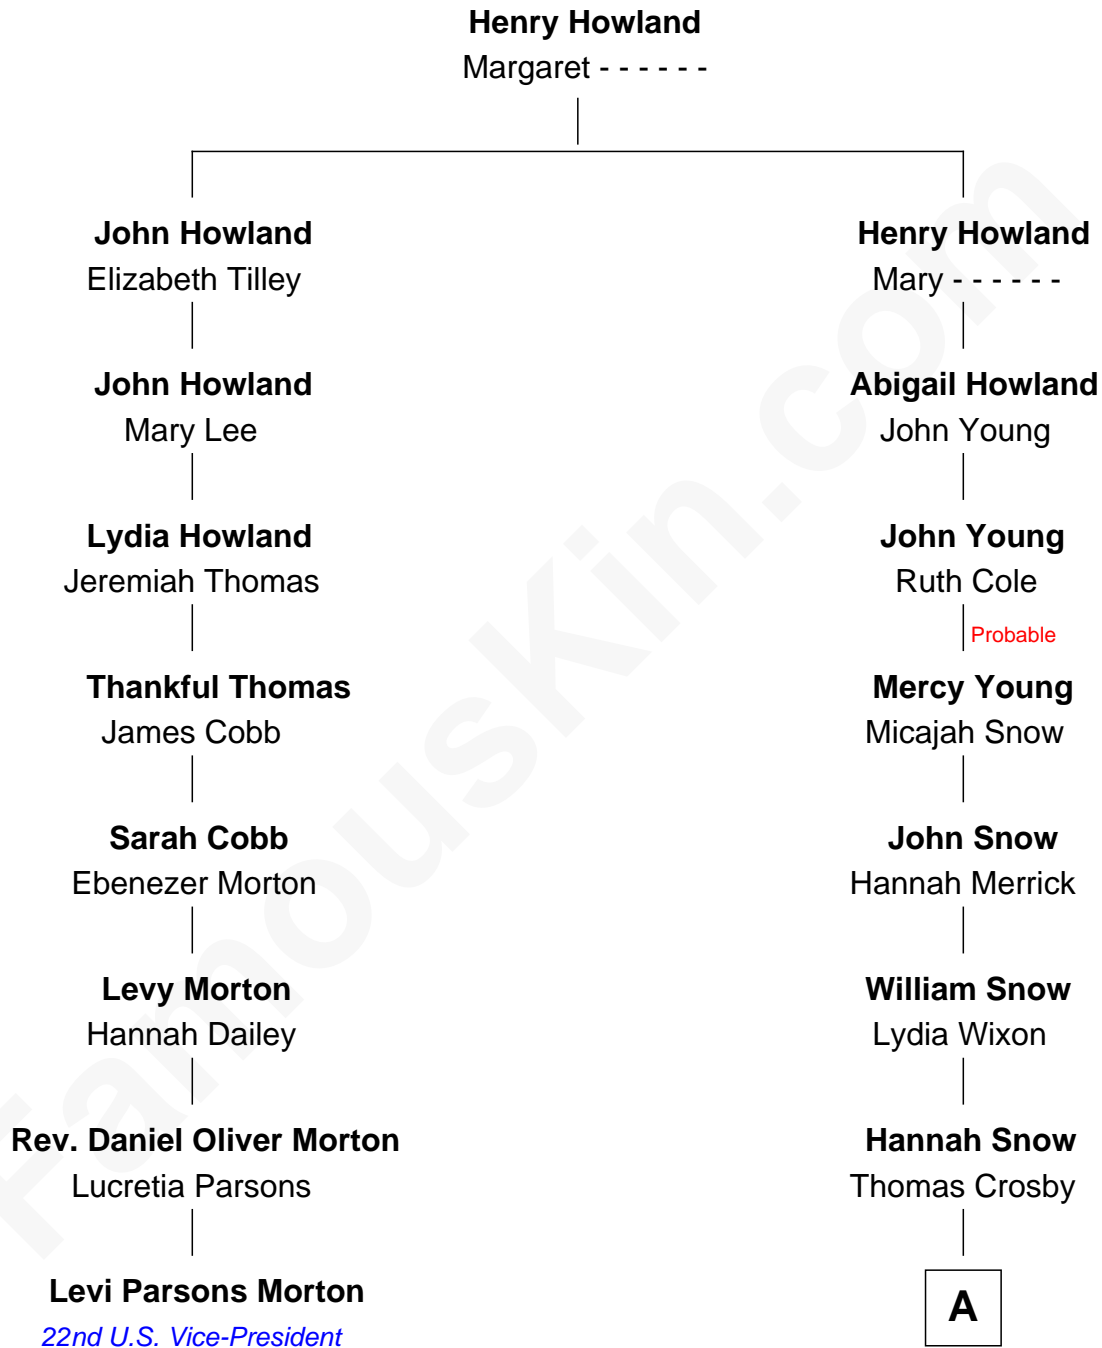 Henry Howland
Margaret - - - - - -
John Howland
Elizabeth Tilley
Henry Howland
Mary - - - - - -
John Howland
Mary Lee
Abigail Howland
John Young
Lydia Howland
Jeremiah Thomas
John Young
Ruth Cole
Probable
Thankful Thomas
James Cobb
Mercy Young
Micajah Snow
Sarah Cobb
Ebenezer Morton
John Snow
Hannah Merrick
Levy Morton
Hannah Dailey
William Snow
Lydia Wixon
Rev. Daniel Oliver Morton
Lucretia Parsons
Hannah Snow
Thomas Crosby
Levi Parsons Morton
22nd U.S. Vice-President
A
FamousKin.com